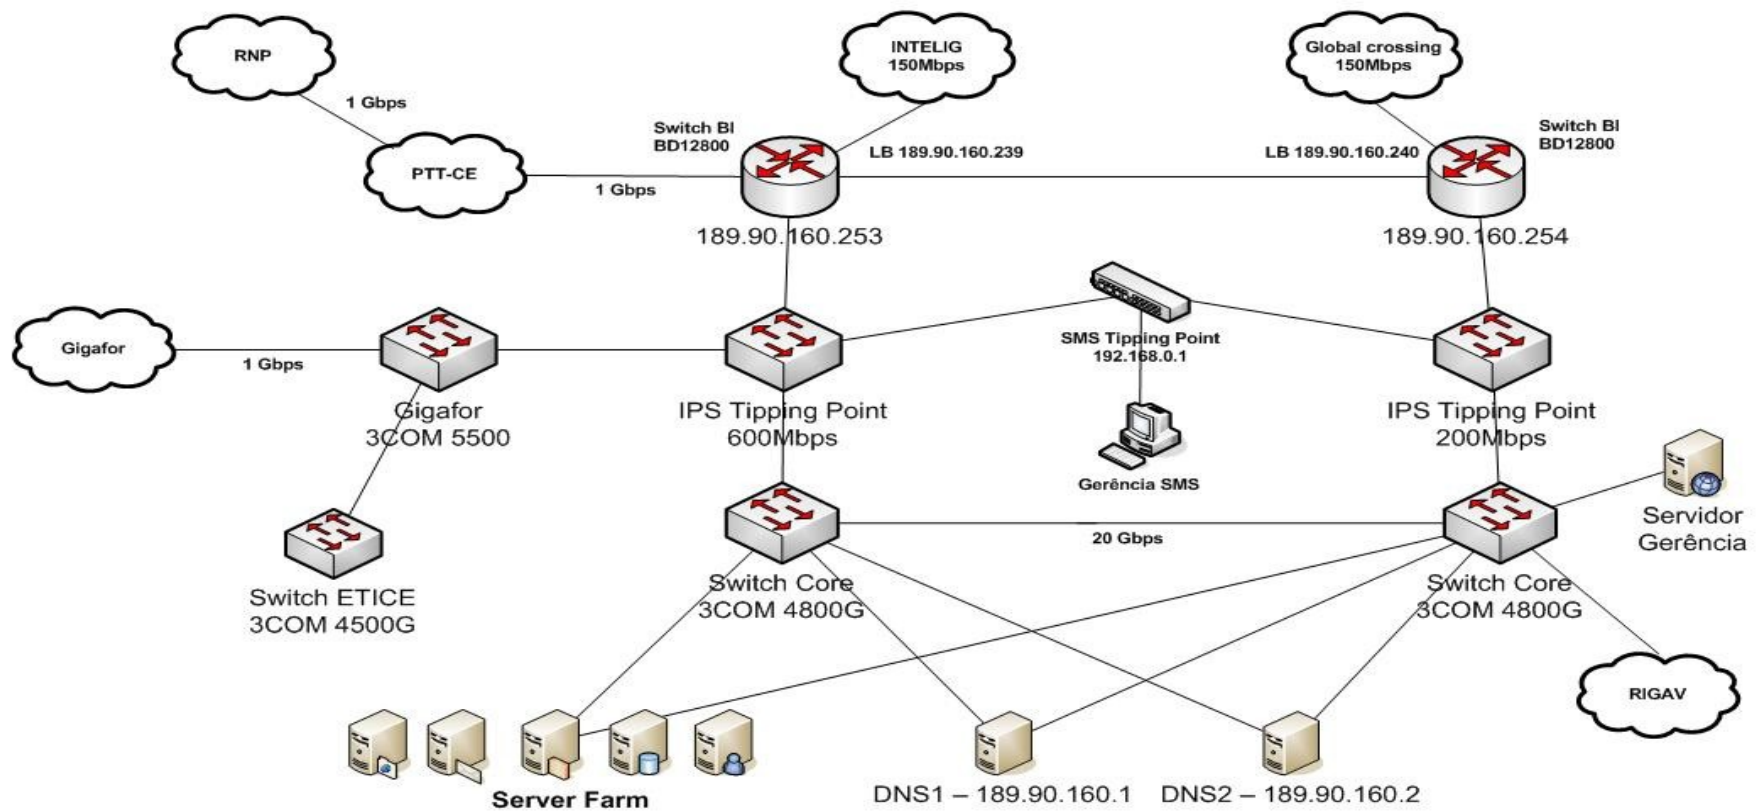 RNP
INTELIG
150Mbps
Global crossing
150Mbps
1 Gbps
Switch BI
BD12800
LB 189.90.160.239
LB 189.90.160.240
Switch BI
BD12800
PTT-CE
1 Gbps
189.90.160.253
189.90.160.254
Gigafor
1 Gbps
SMS Tipping Point
192.168.0.1
Gigafor
3COM 5500
IPS Tipping Point
600Mbps
IPS Tipping Point
200Mbps
Gerência SMS
Servidor
Gerência
20 Gbps
Switch ETICE
3COM 4500G
Switch Core
3COM 4800G
Switch Core
3COM 4800G
RIGAV
Server Farm
DNS1 – 189.90.160.1
DNS2 – 189.90.160.2